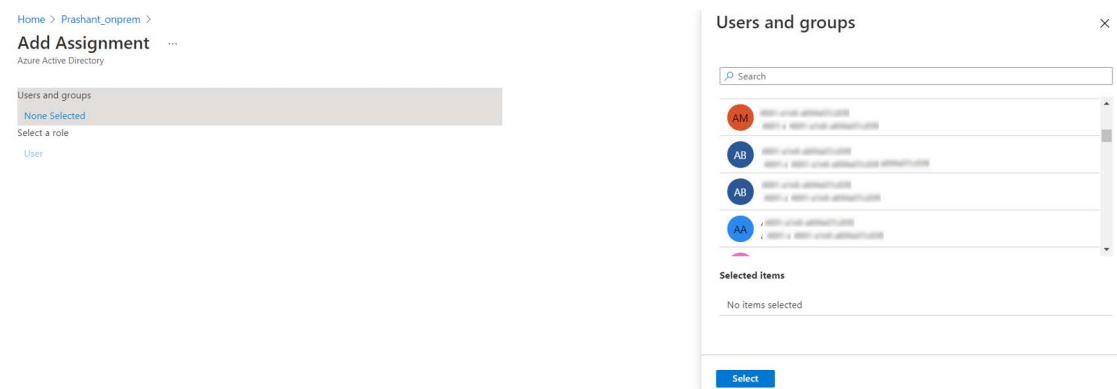 Home > Prashant_onprem >
Add Assignment ...
Azure Active Directory
Users and groups
None Selected
Select a role
User
Users and groups
Search
AM
AB
AB
AA
Selected items
No items selected
Select